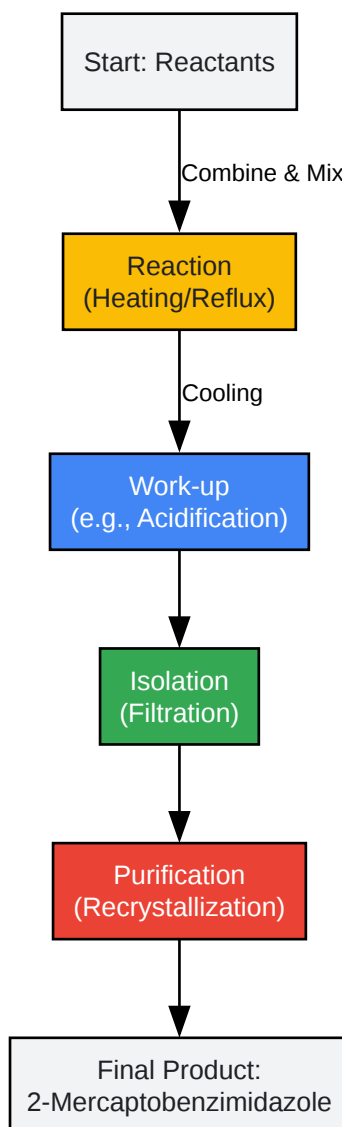 Start: Reactants
Combine & Mix
Reaction
(Heating/Reflux)
Cooling
Work-up
(e.g., Acidification)
Isolation
(Filtration)
Purification
(Recrystallization)
Final Product:
2-Mercaptobenzimidazole